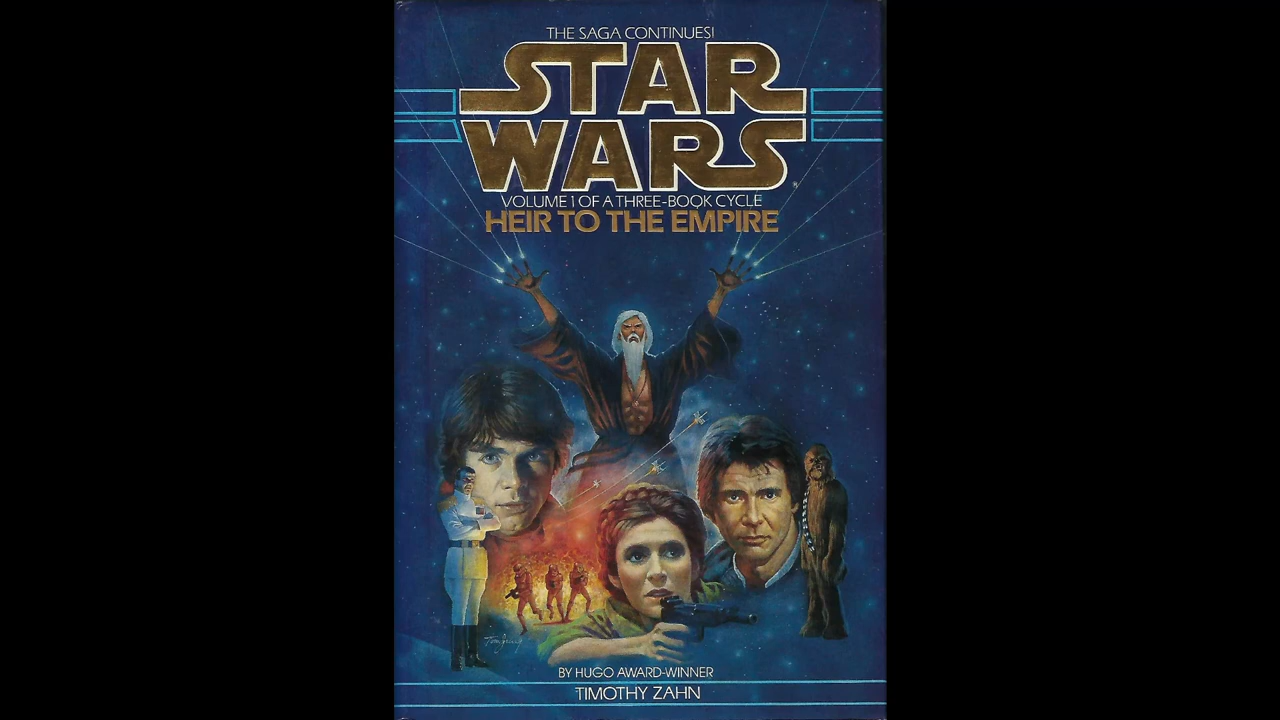 THE SAGA CONTINUES!
STAR
WARS
VOLUME 1 OF A THREE-BOOK CYCLE
HEIR TO THE EMPIRE
BY HUGO AWARD-WINNER
TIMOTHY ZAHN